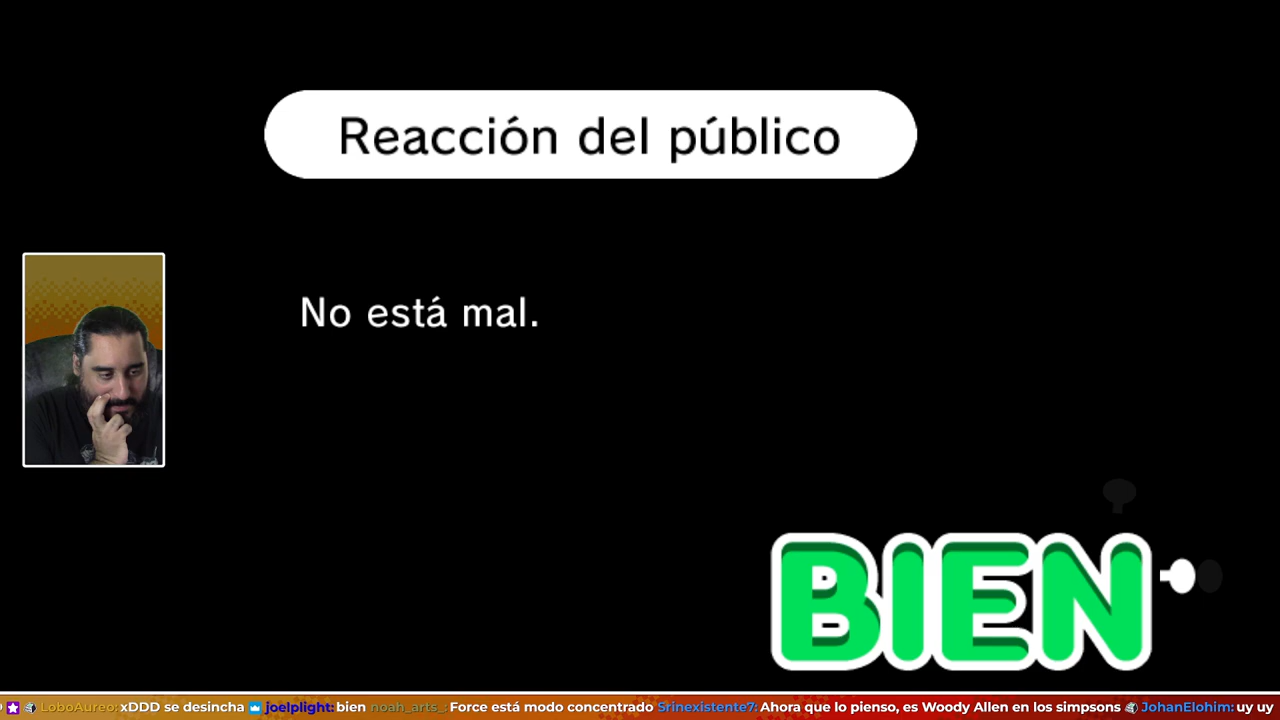 Reacción del público
No está mal.
BIEN
LoboAureo: xDDD se desincha joelplight: bien noah_arts_: Force está modo concentrado Srinexistente7: Ahora que lo pienso, es Woody Allen en los simpsons JohanElohim: uy uy